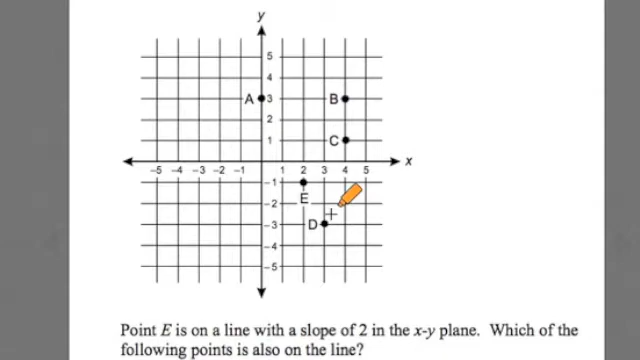 y
5
4
A 3 B
2
1 C
x
-5 -4 -3 -2 -1 1 2 3 4 5
-1
-2 E
-3 D
-4
-5
Point E is on a line with a slope of 2 in the x-y plane. Which of the
following points is also on the line?